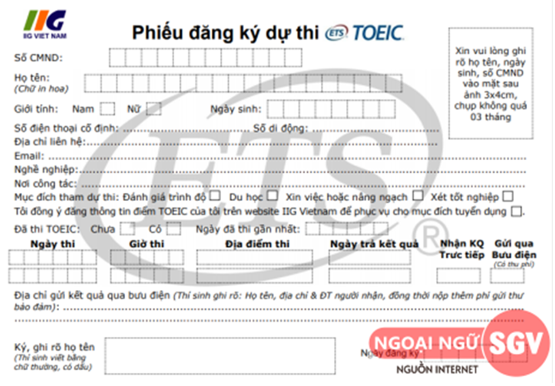 IIG
IIG VIET NAM
Phiếu đăng ký dự thi ETS TOEIC
Số CMND:
Họ tên:
(Chữ in hoa)
Giới tính: Nam Nữ Ngày sinh:
Xin vui lòng ghi
rõ họ tên, ngày
sinh, số CMND
vào mặt sau
ảnh 3x4cm,
chụp không quá
03 tháng
Số điện thoại cố định: Số di động:
Địa chỉ liên hệ:
Email:
Nghề nghiệp:
Nơi công tác:
ETS ®
Mục đích tham dự thi: Đánh giá trình độ Du học Xin việc hoặc nâng ngạch Xét tốt nghiệp
Tôi đồng ý đăng thông tin điểm TOEIC của tôi trên website IIG Vietnam để phục vụ cho mục đích tuyển dụng
Đã thi TOEIC: Chưa Có Ngày đã thi gần nhất:
Ngày thi Giờ thi Địa điểm thi Ngày trả kết quả Nhận KQ Trực tiếp Gửi qua Bưu điện
(Có thu phí)
Địa chỉ gửi kết quả qua bưu điện (Thí sinh ghi rõ: Họ tên, địa chỉ & ĐT người nhận, đồng thời nộp thêm phí gửi thư
bảo đảm):
Ký, ghi rõ họ tên
(Thí sinh viết bằng
chữ thường, có dấu)
Ngày đăng ký
NGOẠI NGỮ SGV
NGUỒN INTERNET